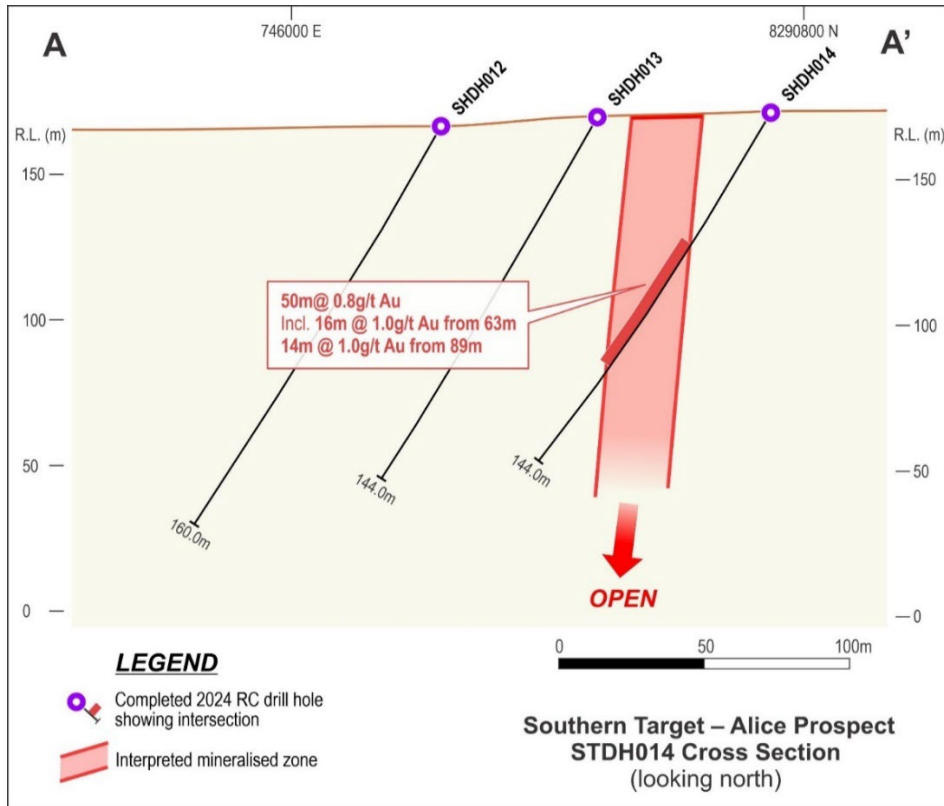 A
746000 E
8290800 N
A'
SHDH012
SHDH013
SHDH014
R.L. (m)
R.L. (m)
150
150
50m@ 0.8g/t Au
Incl. 16m @ 1.0g/t Au from 63m
14m @ 1.0g/t Au from 89m
100
100
50
50
160.0m
144.0m
144.0m
OPEN
0
0
LEGEND
Completed 2024 RC drill hole
showing intersection
Interpreted mineralised zone
0
50
100m
Southern Target – Alice Prospect
STDH014 Cross Section
(looking north)